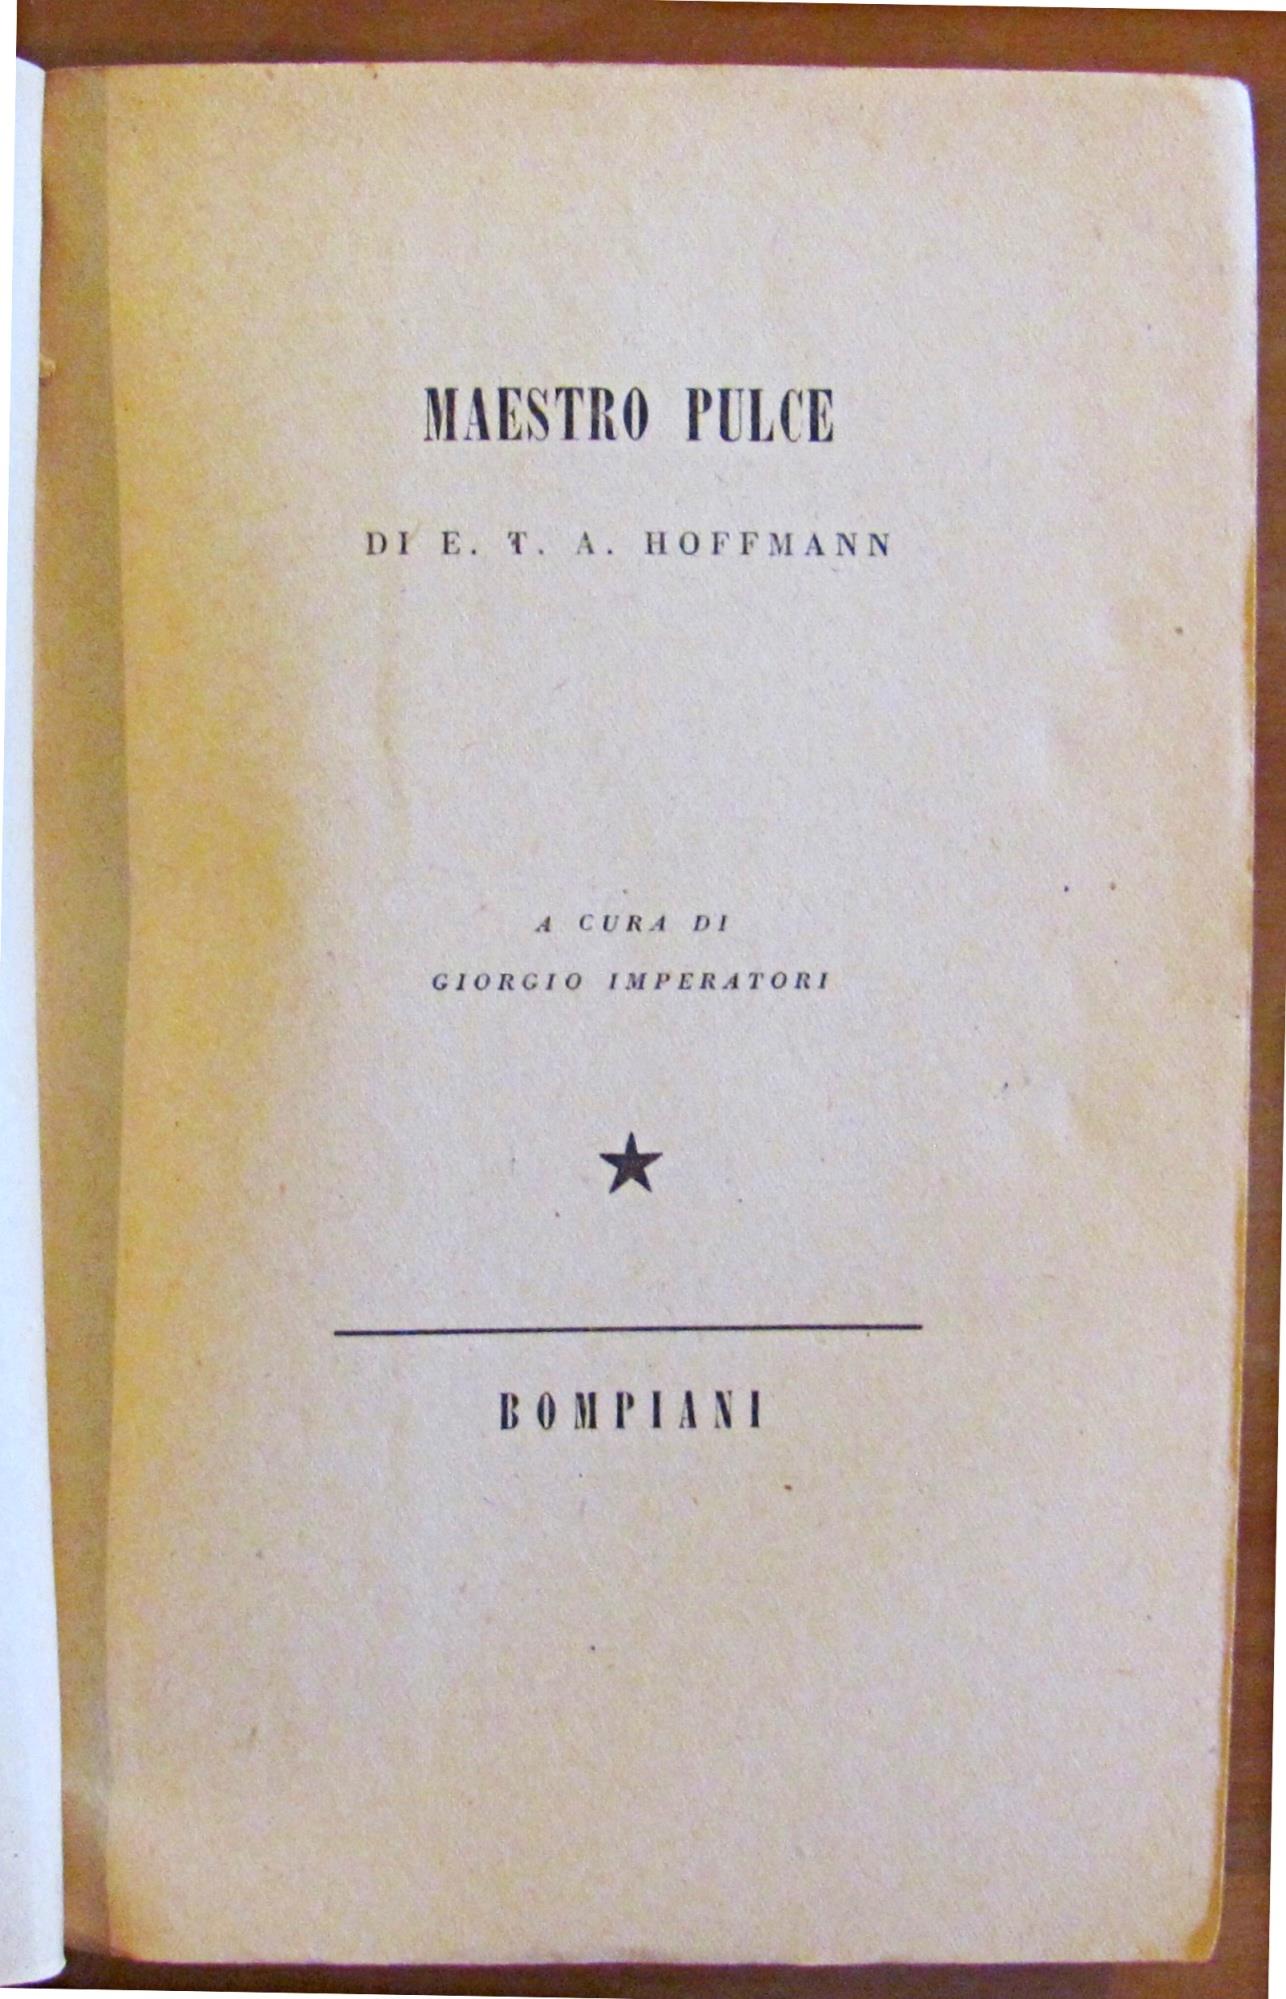 MAESTRO PULCE
DI E. T. A. HOFFMANN
A CURA DI
GIORGIO IMPERATORI
BOMPIANI